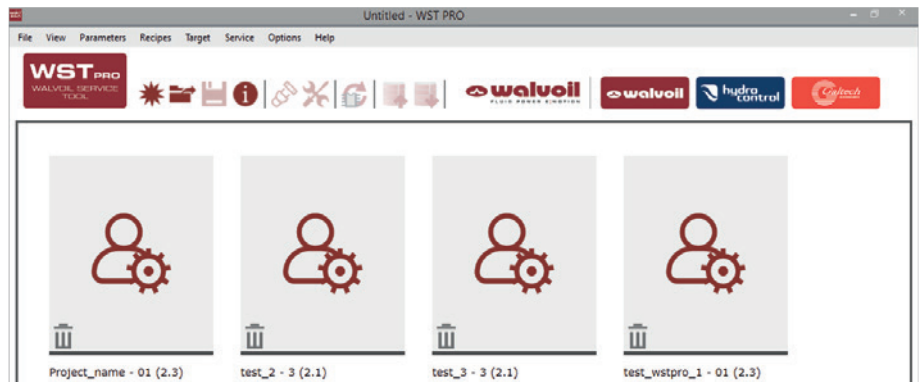 Untitled - WST PRO
File View Parameters Recipes Target Service Options Help
WST PRO
WALVOIL SERVICE
TOOL
walvoil
FLUID POWER EMOTION
walvoil
hydro
control
Galtech
Project_name - 01 (2.3)
test_2 - 3 (2.1)
test_3 - 3 (2.1)
test_wstpro_1 - 01 (2.3)